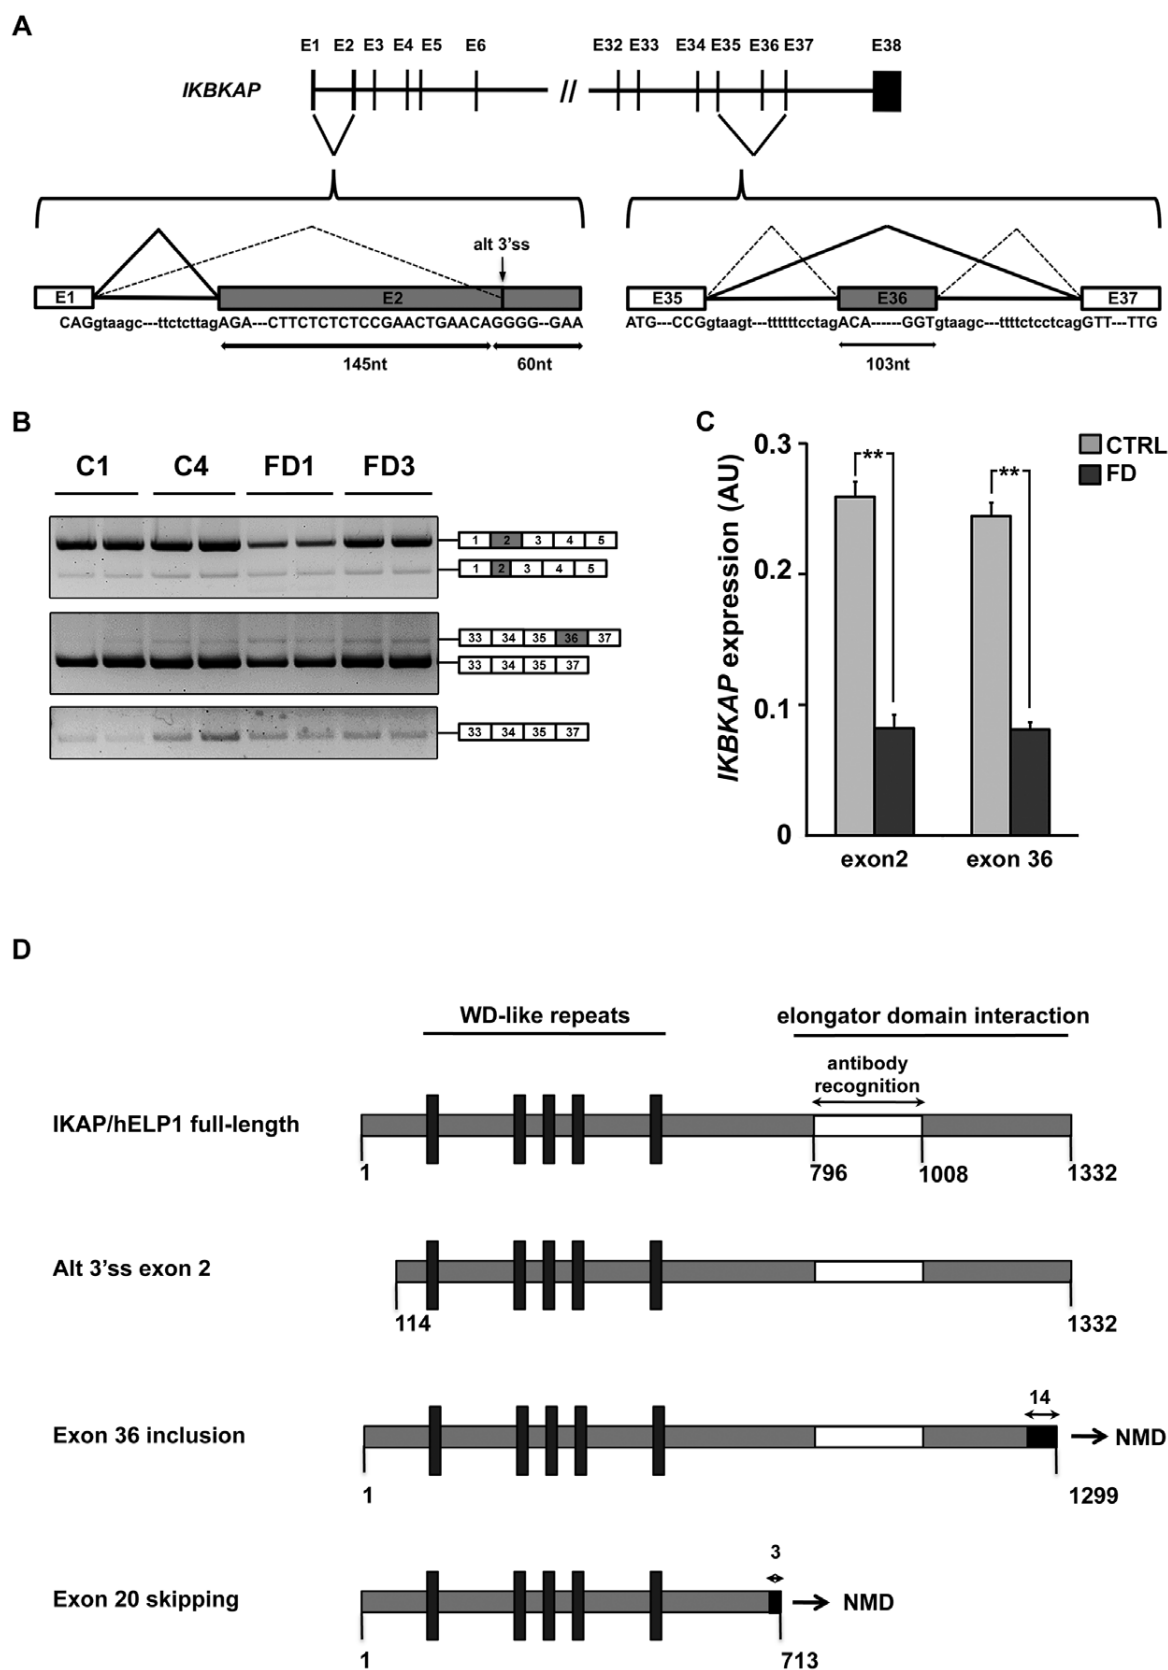 A
E1 E2 E3 E4 E5 E6 E32 E33 E34 E35 E36 E37 E38
IKBKAP //
alt 3'ss
E1 E2
CAGgtaagc---ttctcttagAGA---CTTCTCTCTCCGAACTGAACAGGGG--GAA
145nt 60nt
E35 E36 E37
ATG---CCGgtaagt---ttttttcctagACA------GGTgtaagc---ttttctcctcagGTT---TTG
103nt
B
C1 C4 FD1 FD3
1 2 3 4 5
1 2 3 4 5
33 34 35 36 37
33 34 35 37
33 34 35 37
C
IKBKAP expression (AU)
0.3
0.2
0.1
0
** **
CTRL
FD
exon2 exon 36
D
WD-like repeats elongator domain interaction
antibody
recognition
IKAP/hELP1 full-length
1 796 1008 1332
Alt 3'ss exon 2
114 1332
14
Exon 36 inclusion NMD
1 1299
3
Exon 20 skipping NMD
1 713